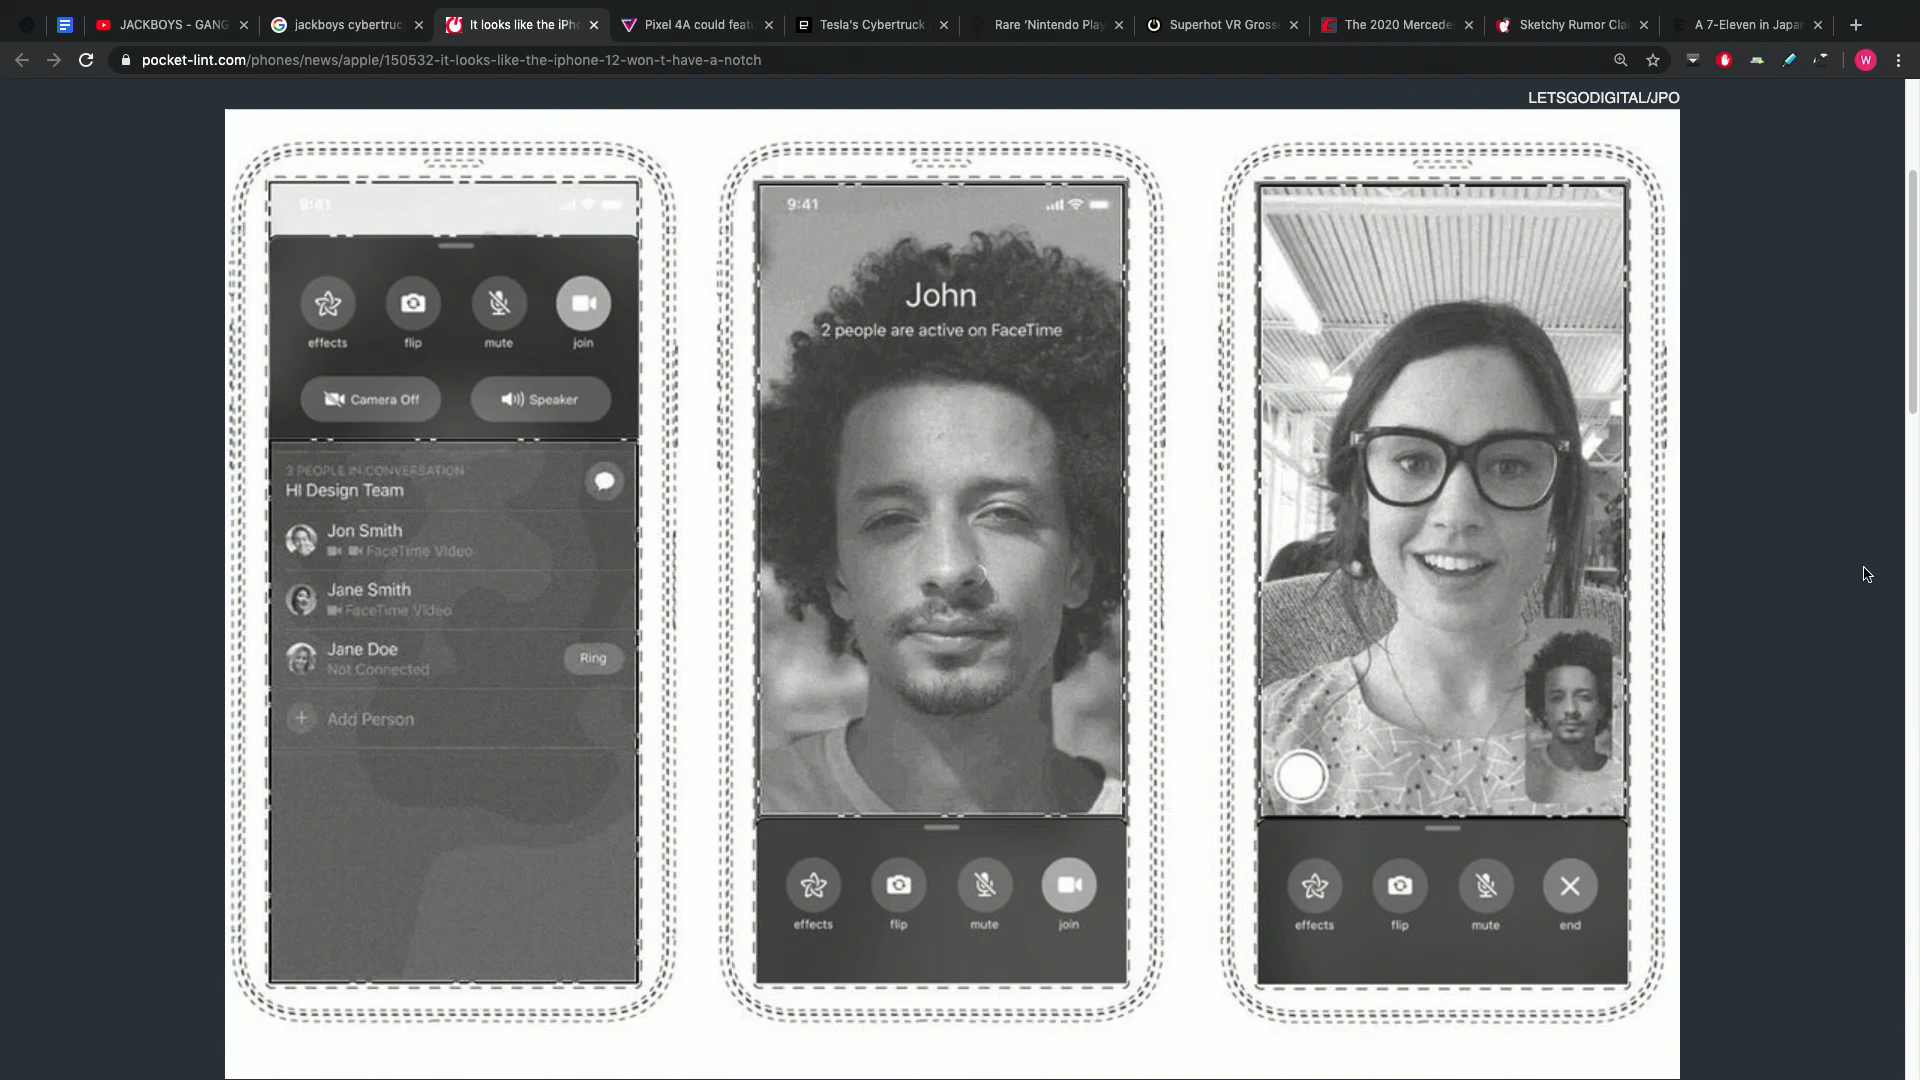 JACKBOYS - GANG
jackboys cybertruc
It looks like the iPho
Pixel 4A could featu
Tesla's Cybertruck
Rare 'Nintendo Play
Superhot VR Gross
The 2020 Mercede
Sketchy Rumor Cla
A 7-Eleven in Japa
pocket-lint.com/phones/news/apple/150532-it-looks-like-the-iphone-12-won-t-have-a-notch
W
LETSGODIGITAL/JPO
9:41
effects
flip
mute
join
Camera Off
Speaker
3 PEOPLE IN CONVERSATION
HI Design Team
Jon Smith
FaceTime Video
Jane Smith
FaceTime Video
Jane Doe
Not Connected
Ring
Add Person
9:41
John
2 people are active on FaceTime
effects
flip
mute
join
effects
flip
mute
end